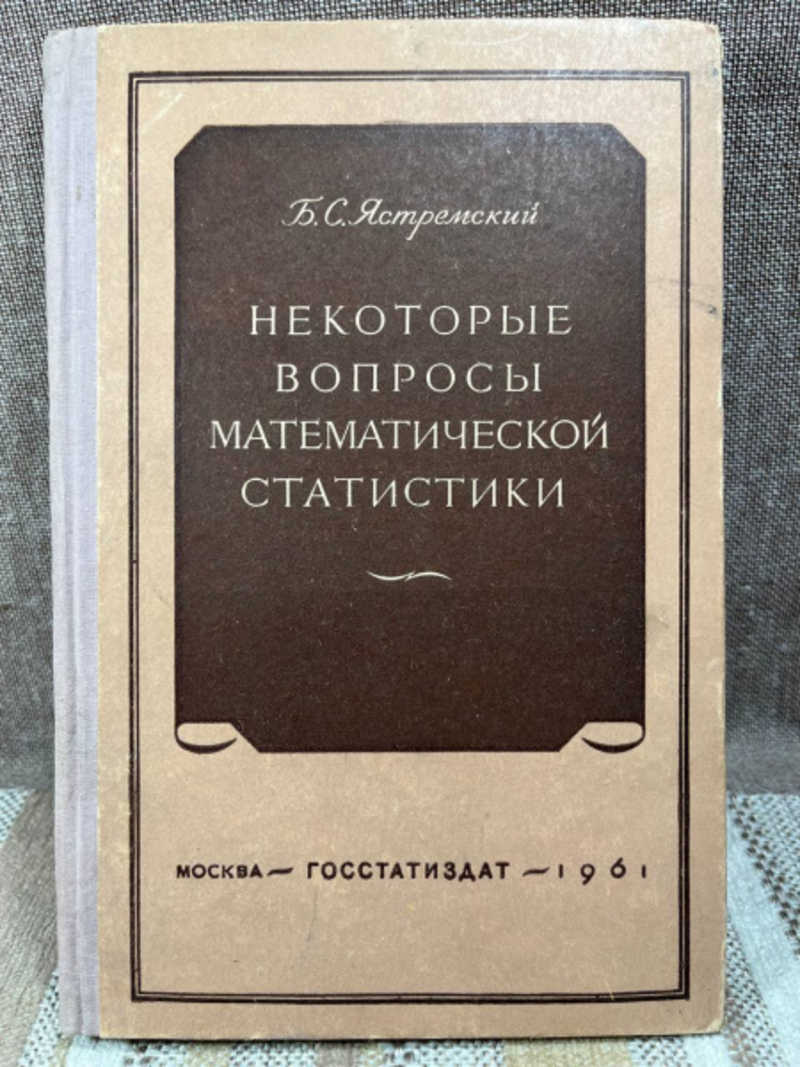 Б. С. Ястремский
НЕКОТОРЫЕ
ВОПРОСЫ
МАТЕМАТИЧЕСКОЙ
СТАТИСТИКИ
МОСКВА ~ ГОССТАТИЗДАТ ~ 1961